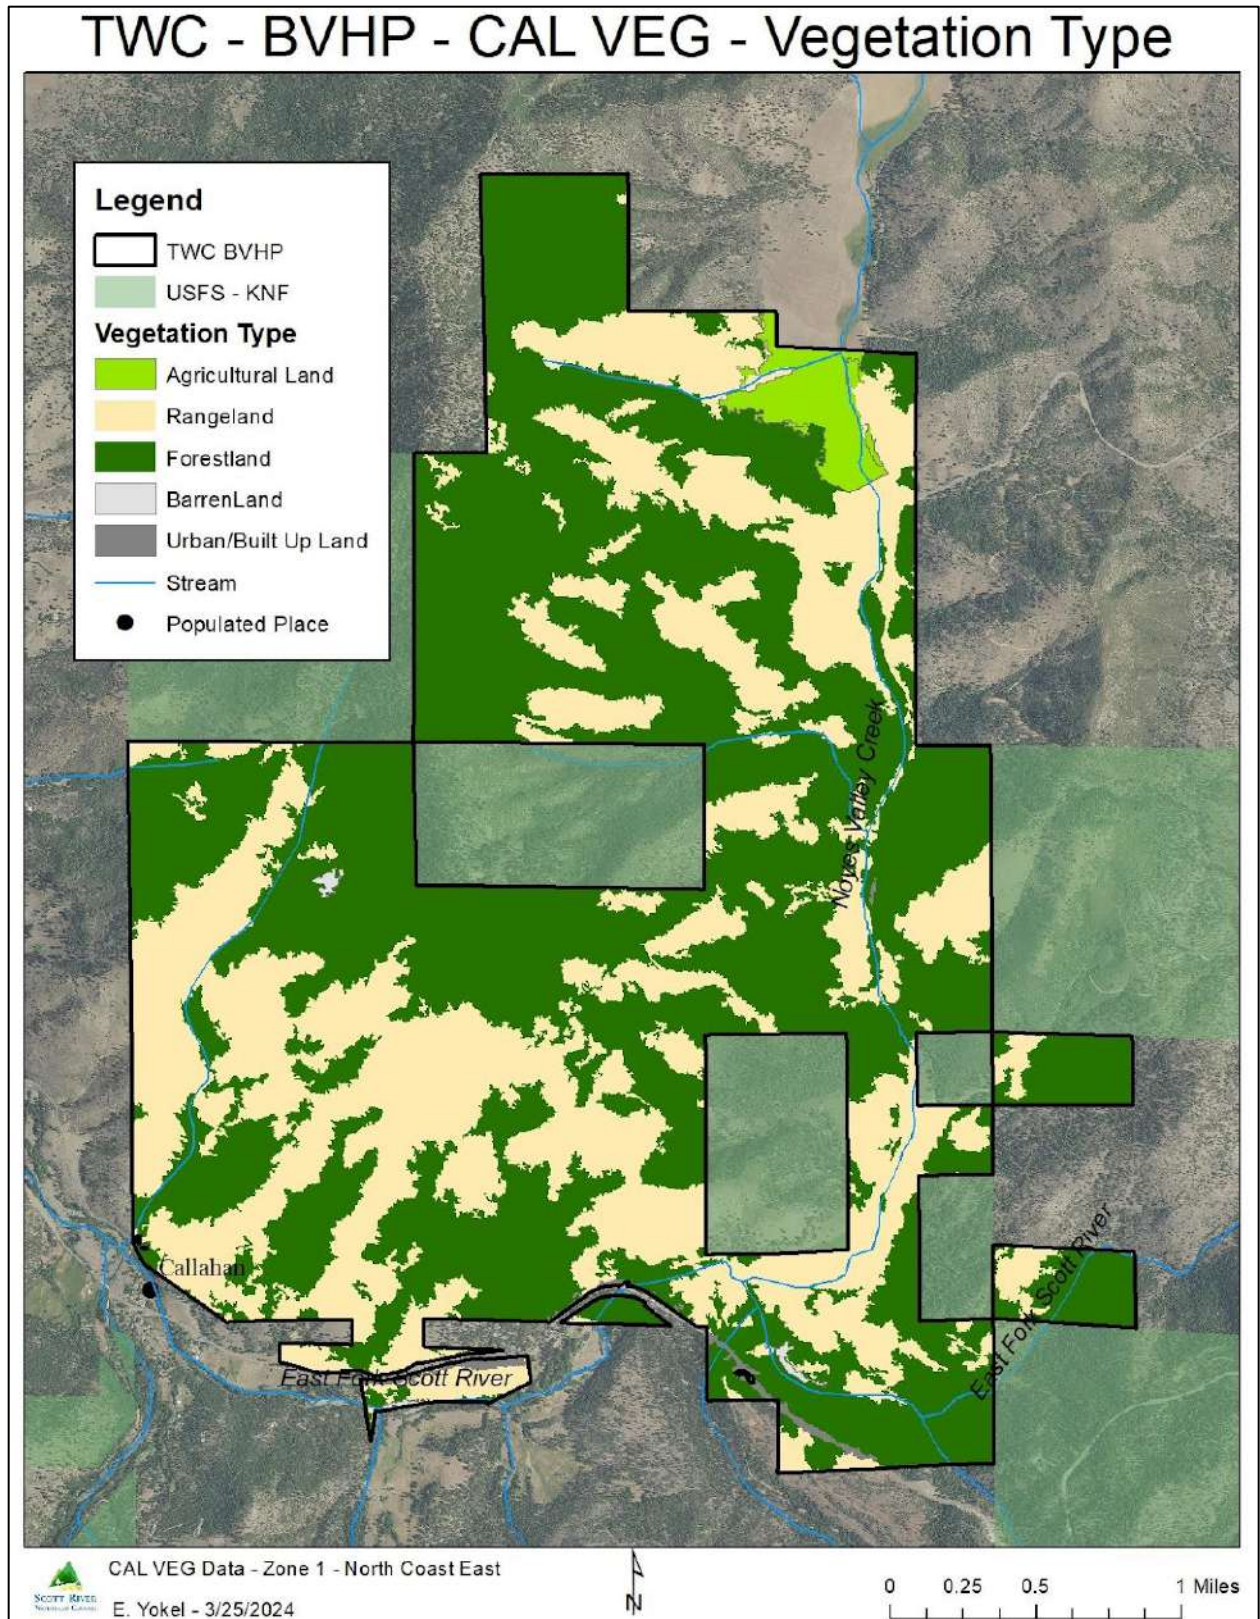 TWC - BVHP - CAL VEG - Vegetation Type
Legend
TWC BVHP
USFS - KNF
Vegetation Type
Agricultural Land
Rangeland
Forestland
BarrenLand
Urban/Built Up Land
Stream
Populated Place
Noyes Valley Creek
East Fork Scott River
Callahan
East Fork Scott River
SCOTT RIVER
CAL VEG Data - Zone 1 - North Coast East
E. Yokel - 3/25/2024
N
0 0.25 0.5 1 Miles